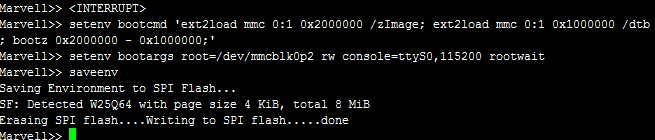 Marvell>> <INTERRUPT>
Marvell>> setenv bootcmd 'ext2load mmc 0:1 0x2000000 /zImage; ext2load mmc 0:1 0x1000000 /dtb
; bootz 0x2000000 - 0x1000000;'
Marvell>> setenv bootargs root=/dev/mmcblk0p2 rw console=ttyS0,115200 rootwait
Marvell>> saveenv
Saving Environment to SPI Flash...
SF: Detected W25Q64 with page size 4 KiB, total 8 MiB
Erasing SPI flash....Writing to SPI flash.....done
Marvell>>